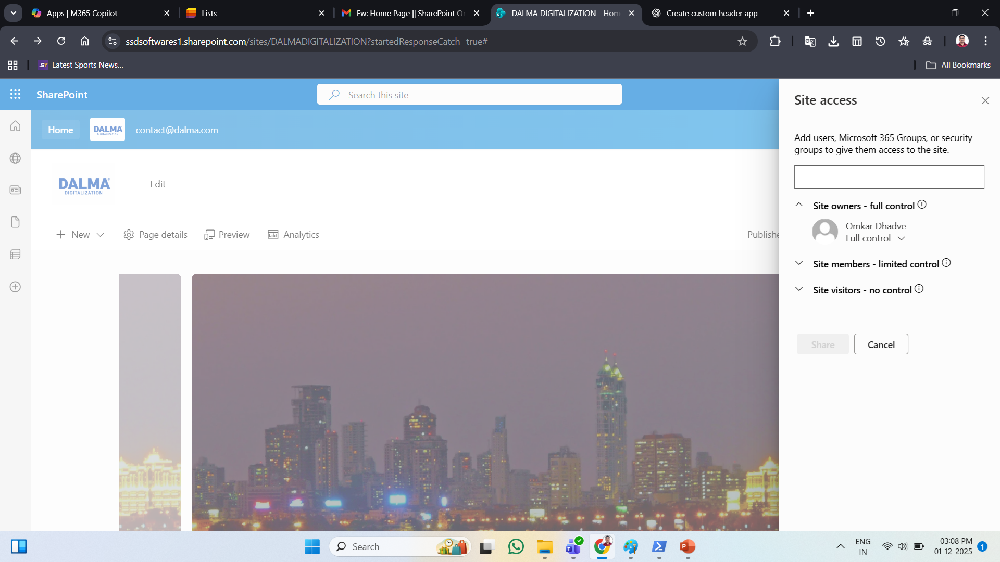 Apps | M365 Copilot
Lists
Fw: Home Page || SharePoint On
DALMA DIGITALIZATION - Hom
Create custom header app
ssdsoftwares1.sharepoint.com/sites/DALMADIGITALIZATION?startedResponseCatch=true#
SY Latest Sports News...
All Bookmarks
SharePoint
Search this site
Home
DALMA
DIGITALIZATION
contact@dalma.com
DALMA
DIGITALIZATION
Edit
New
Page details
Preview
Analytics
Publishe
Site access
Add users, Microsoft 365 Groups, or security
groups to give them access to the site.
Site owners - full control
Omkar Dhadve
Full control
Site members - limited control
Site visitors - no control
Share
Cancel
Search
ENG
IN
03:08 PM
01-12-2025
1